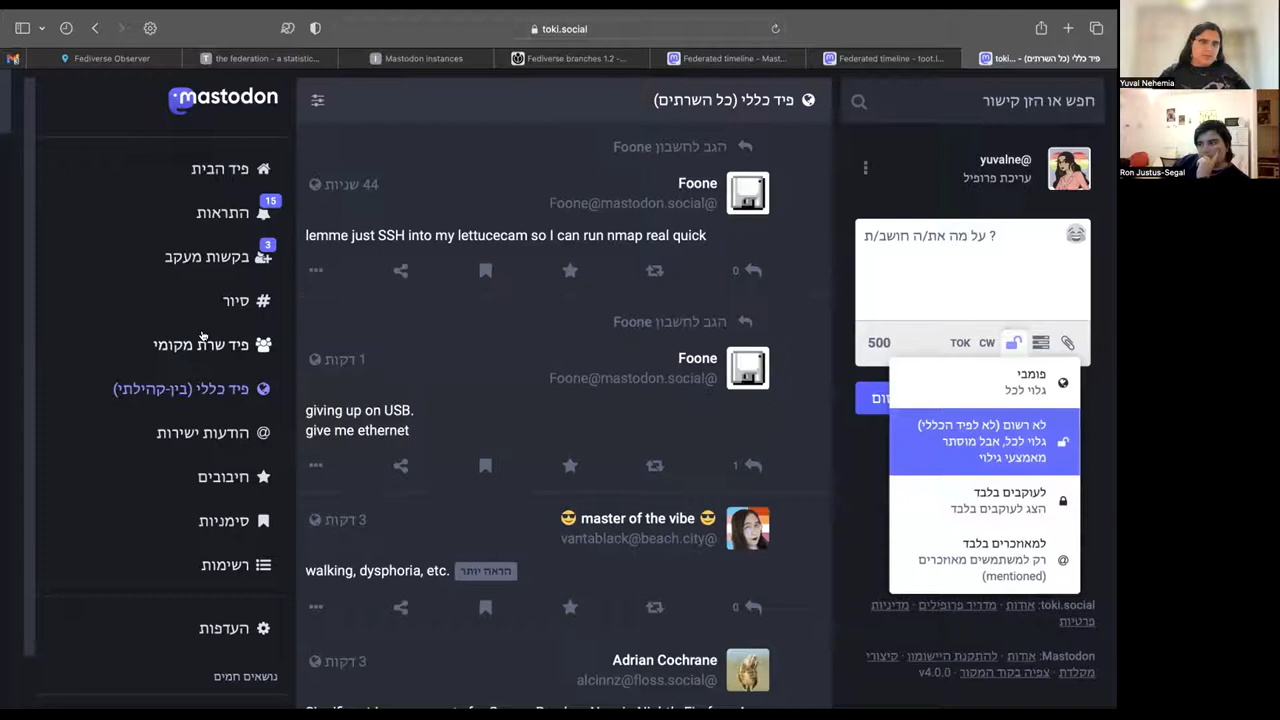 toki.social
Fediverse Observer
the federation - a statistic...
Mastodon instances
Fediverse branches 1.2 -...
Federated timeline - Mast...
Federated timeline - toot.l...
toki... - פיד כללי (כל השרתים)
mastodon
פיד הבית
15
התראות
3
בקשות מעקב
סיור
פיד שרת מקומי
פיד כללי (בין-קהילתי)
הודעות ישירות
חיבובים
סימניות
רשימות
העדפות
נושאים חמים
פיד כללי (כל השרתים)
הגב לחשבון Foone
Foone
44 שניות
Foone@mastodon.social@
lemme just SSH into my lettucecam so I can run nmap real quick
0
הגב לחשבון Foone
Foone
1 דקות
Foone@mastodon.social@
giving up on USB.
give me ethernet
1
😎 master of the vibe 😎
3 דקות
vantablack@beach.city@
walking, dysphoria, etc. הראה יותר
0
Adrian Cochrane
3 דקות
alcinnz@floss.social@
חפש או הזן קישור
yuvalne@
עריכת פרופיל
על מה את/ה חושב/ת ?
500
TOK
CW
פומבי
גלוי לכל
לא רשום (לא לפיד הכללי)
גלוי לכל, אבל מוסתר
מאמצעי גילוי
לעוקבים בלבד
הצג לעוקבים בלבד
למאוזכרים בלבד
רק למשתמשים מאוזכרים
(mentioned)
toki.social: אודות · מדריך פרופילים · מדיניות
פרטיות
Mastodon: אודות · להתקנת היישומון · קיצורי
מקלדת · צפיה בקוד המקור · v4.0.0
Yuval Nehemia
Ron Justus-Segal